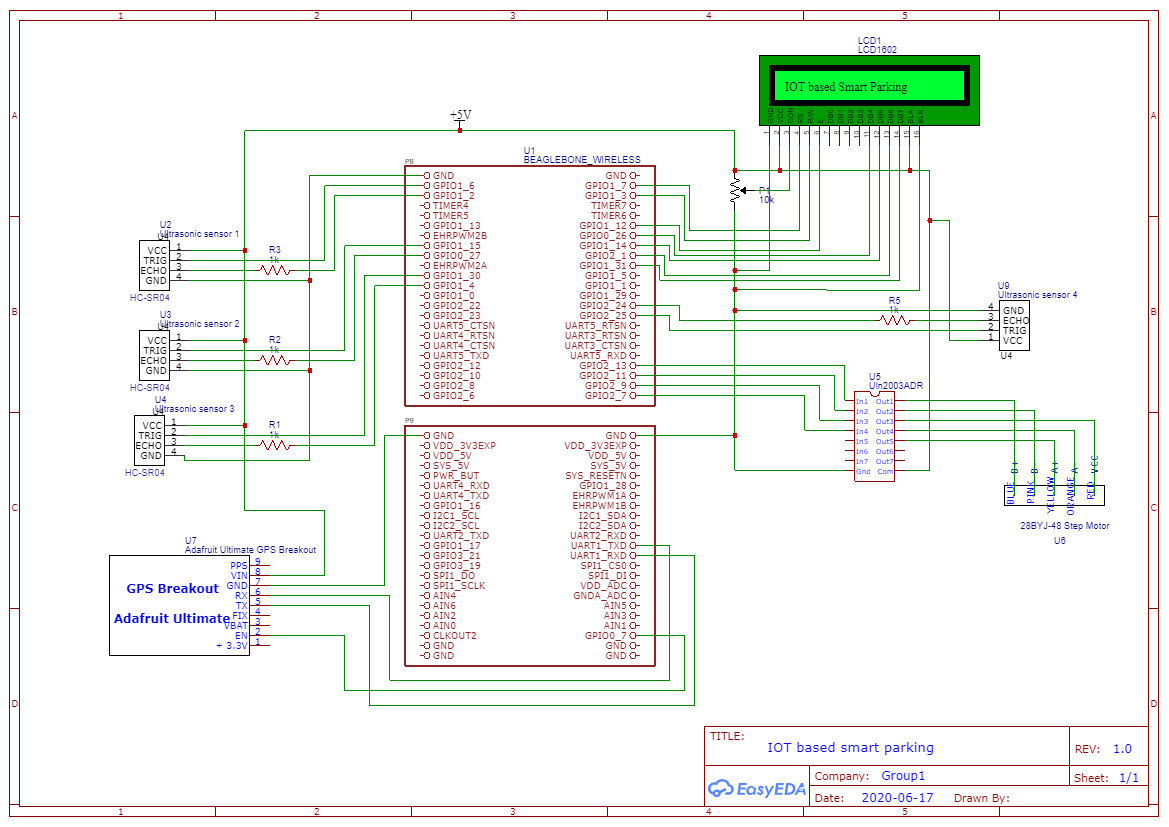 1 2 3 4 5
A A
B B
C C
D D
LCD1
LCD1602
IOT based Smart Parking
GND VCC CON RS R/W E DB0 DB1 DB2 DB3 DB4 DB5 DB6 DB7 BLA BLK
1 2 3 4 5 6 7 8 9 10 11 12 13 14 15 16
+5V
P1
10k
U1
BEAGLEBONE_WIRELESS
P8
GND GND
GPIO1_6 GPIO1_7
GPIO1_2 GPIO1_3
TIMER4 TIMER7
TIMER5 TIMER6
GPIO1_13 GPIO1_12
EHRPWM2B GPIO0_26
GPIO1_15 GPIO1_14
GPIO0_27 GPIO2_1
EHRPWM2A GPIO1_31
GPIO1_30 GPIO1_5
GPIO1_4 GPIO1_1
GPIO1_0 GPIO1_29
GPIO2_22 GPIO2_24
GPIO2_23 GPIO2_25
UART5_CTSN UART5_RTSN
UART4_RTSN UART3_RTSN
UART4_CTSN UART3_CTSN
UART5_TXD UART5_RXD
GPIO2_12 GPIO2_13
GPIO2_10 GPIO2_11
GPIO2_8 GPIO2_9
GPIO2_6 GPIO2_7
P9
GND GND
VDD_3V3EXP VDD_3V3EXP
VDD_5V VDD_5V
SYS_5V SYS_5V
PWR_BUT SYS_RESETN
UART4_RXD GPIO1_28
UART4_TXD EHRPWM1A
GPIO1_16 EHRPWM1B
I2C1_SCL I2C1_SDA
I2C2_SCL I2C2_SDA
UART2_TXD UART2_RXD
GPIO1_17 UART1_TXD
GPIO3_21 UART1_RXD
GPIO3_19 SPI1_CS0
SPI1_DO SPI1_DI
SPI1_SCLK VDD_ADC
AIN4 GNDA_ADC
AIN6 AIN5
AIN2 AIN3
AIN0 AIN1
CLKOUT2 GPIO0_7
GND GND
GND GND
U2
Ultrasonic sensor 1
U4
VCC 1
TRIG 2
ECHO 3
GND 4
HC-SR04
R3
1k
U3
Ultrasonic sensor 2
U4
VCC 1
TRIG 2
ECHO 3
GND 4
HC-SR04
R2
1k
U4
Ultrasonic sensor 3
U4
VCC 1
TRIG 2
ECHO 3
GND 4
HC-SR04
R1
1k
U9
Ultrasonic sensor 4
4 GND
3 ECHO
2 TRIG
1 VCC
U4
R5
1k
U5
Uln2003ADR
In1 Out1
In2 Out2
In3 Out3
In4 Out4
In5 Out5
In6 Out6
In7 Out7
Gnd Com
BLUE B+
PINK B
YELLOW A+
ORANGE A
RED VCC
28BYJ-48 Step Motor
U6
U7
Adafruit Ultimate GPS Breakout
GPS Breakout
Adafruit Ultimate
PPS 9
VIN 8
GND 7
RX 6
TX 5
FIX 4
VBAT 3
EN 2
+ 3.3V 1
TITLE:
IOT based smart parking
REV: 1.0
EasyEDA
Company: Group1
Sheet: 1/1
Date: 2020-06-17 Drawn By:
1 2 3 4 5